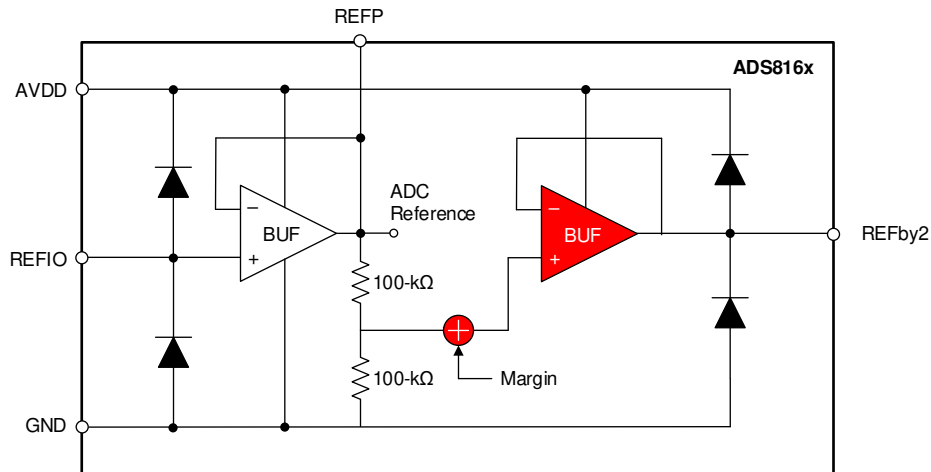 REFP
ADS816x
AVDD
ADC
Reference
−
BUF
+
−
BUF
+
REFIO
REFby2
100-kΩ
+
100-kΩ
Margin
GND